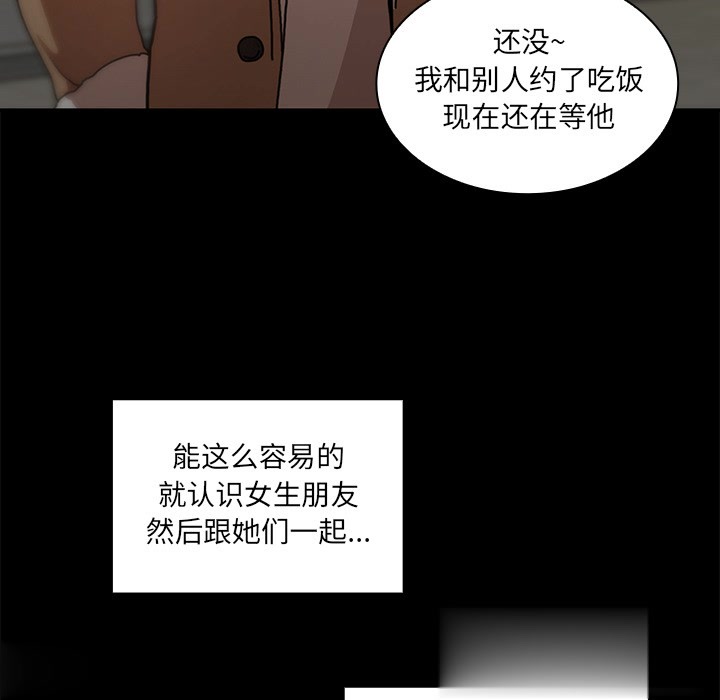 还没~
我和别人约了吃饭
现在还在等他
能这么容易的
就认识女生朋友
然后跟她们一起...